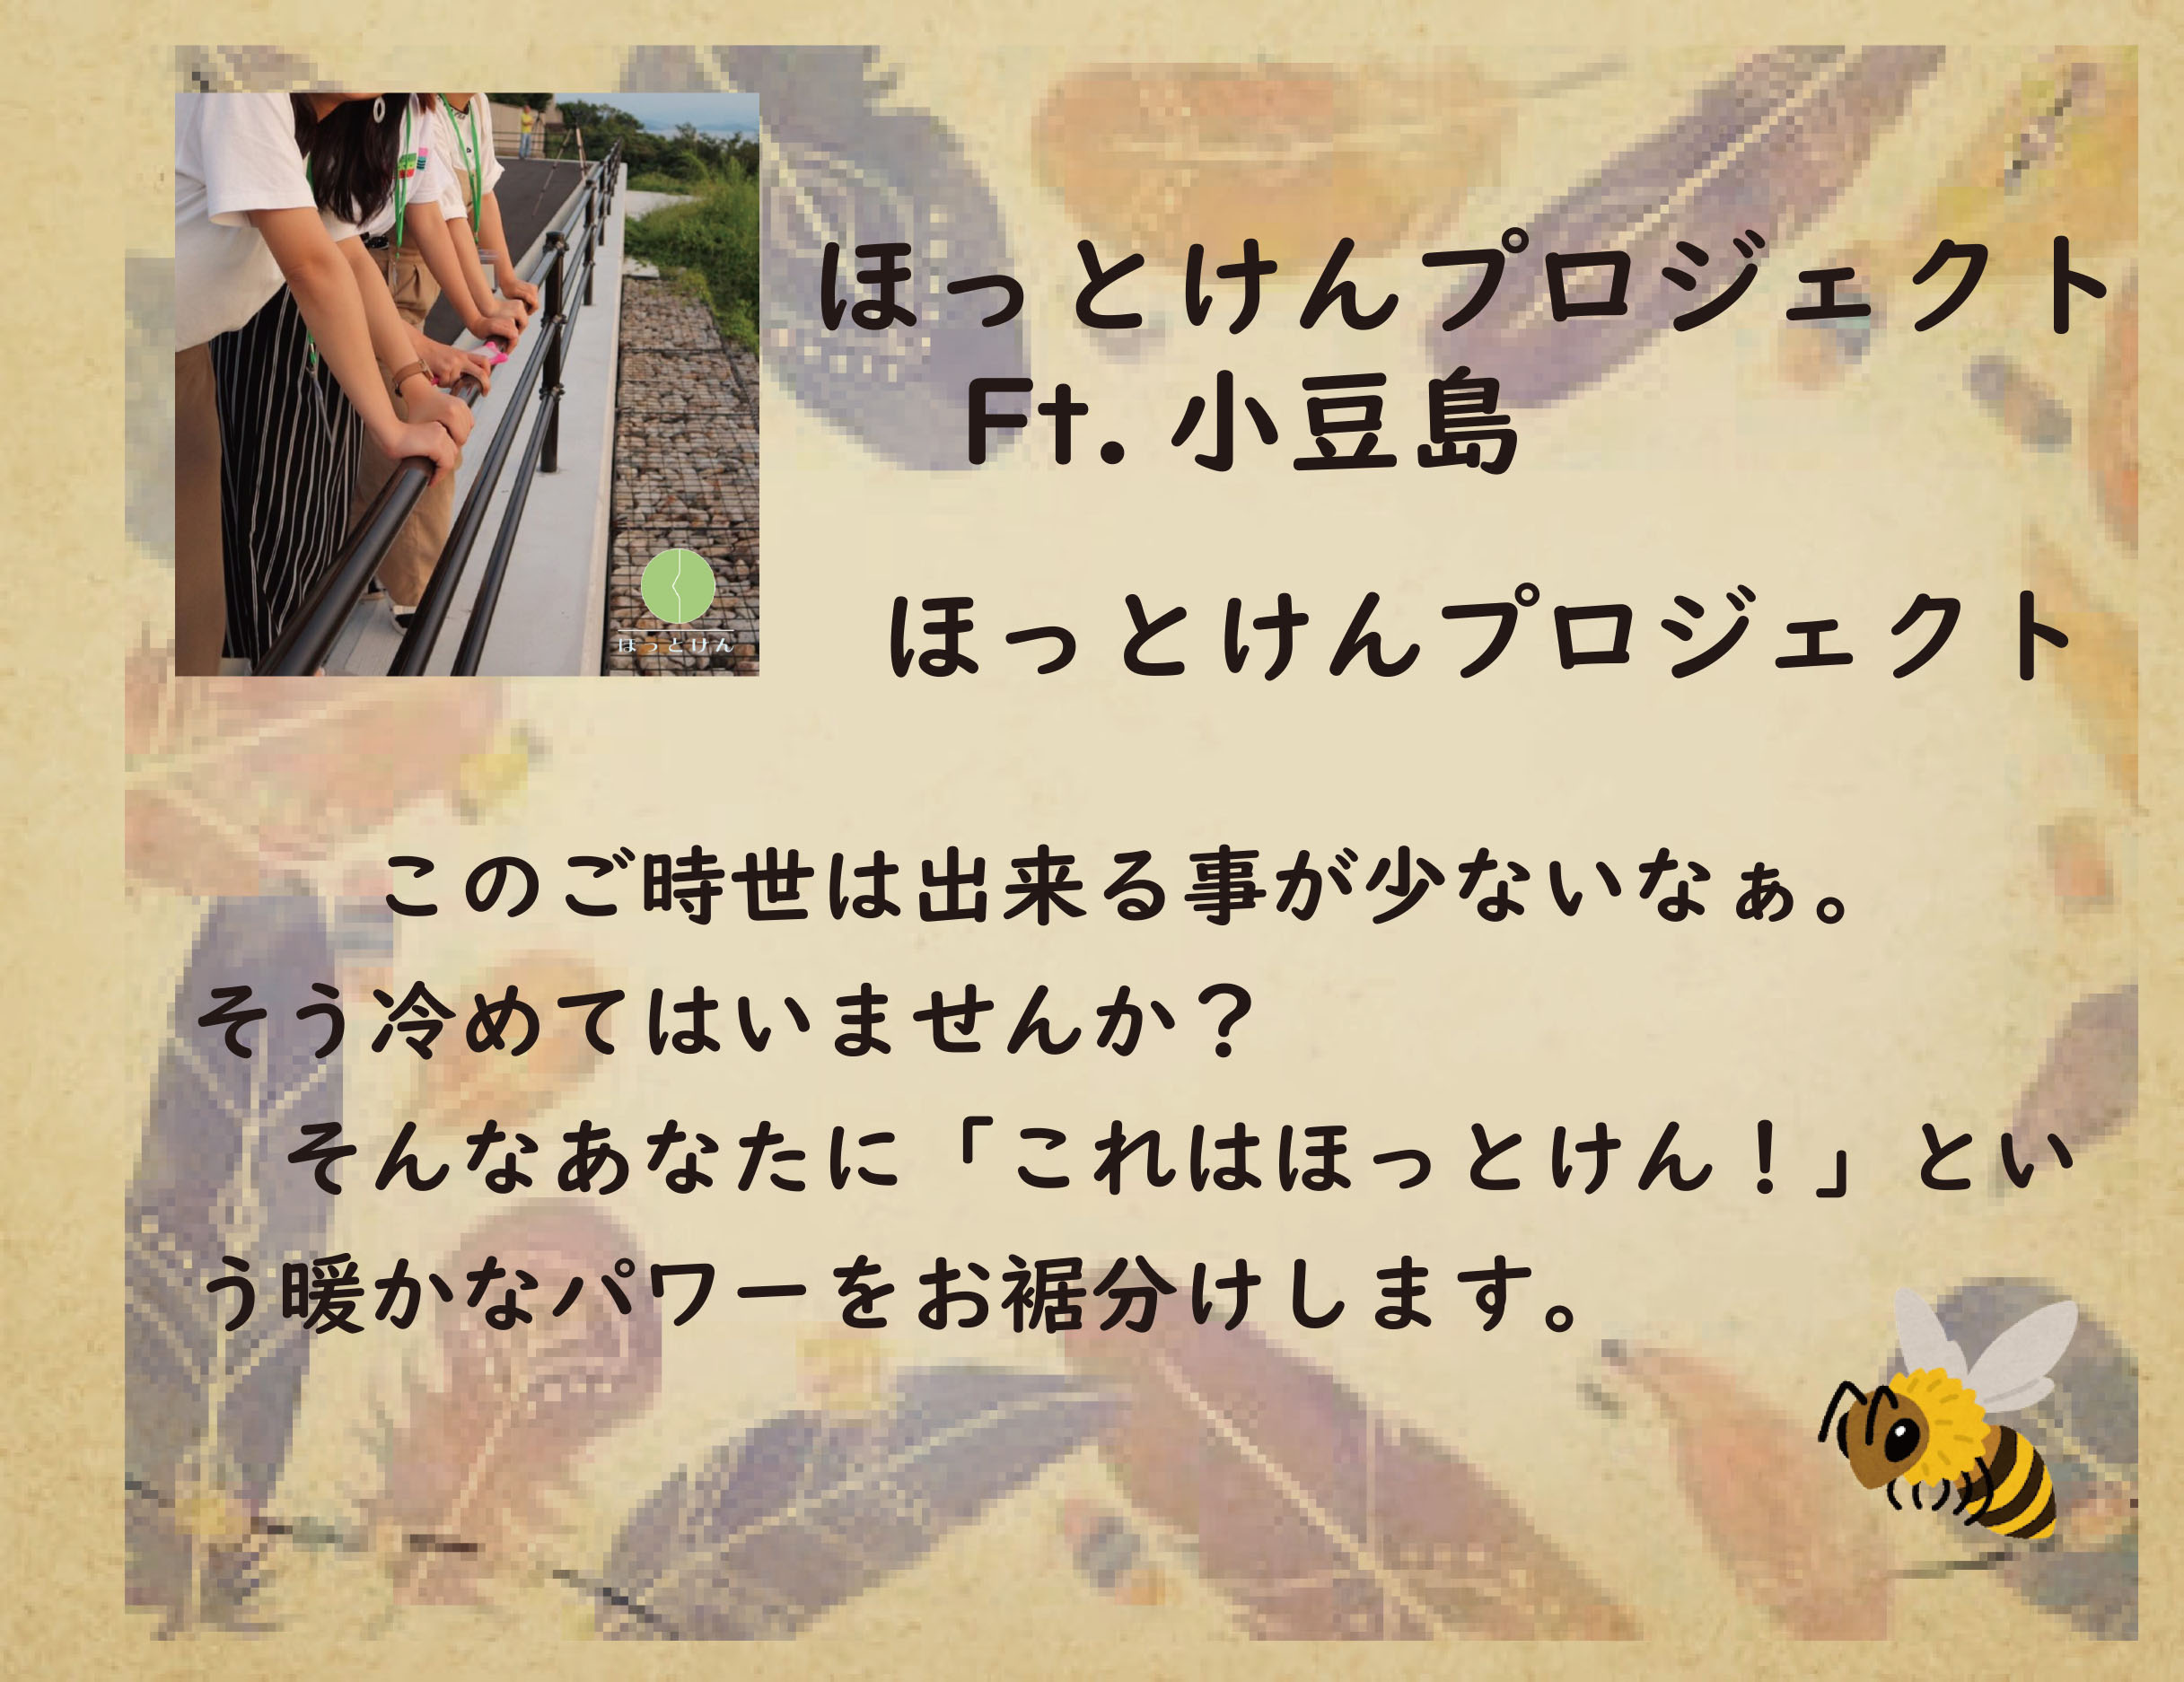 ほっとけんプロジェクト
Ft. 小豆島
ほっとけんプロジェクト
ほっとけん
このご時世は出来る事が少ないなぁ。
そう冷めてはいませんか？
そんなあなたに「これはほっとけん！」とい
う暖かなパワーをお裾分けします。